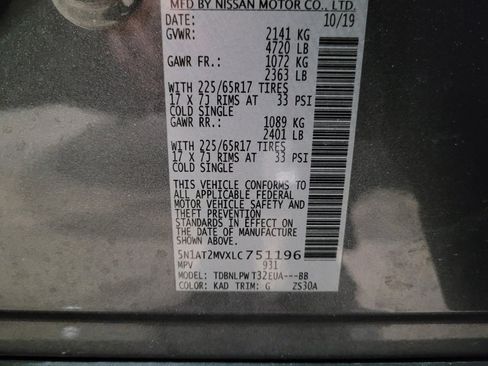 MFD BY NISSAN MOTOR CO., LTD.
DATE: 10/19
GVWR: 2141 KG
4720 LB
GAWR FR.: 1072 KG
2363 LB
WITH 225/65R17 TIRES
17 X 7J RIMS AT 33 PSI
COLD SINGLE
GAWR RR.: 1089 KG
2401 LB
WITH 225/65R17 TIRES
17 X 7J RIMS AT 33 PSI
COLD SINGLE
THIS VEHICLE CONFORMS TO
ALL APPLICABLE FEDERAL
MOTOR VEHICLE SAFETY AND
THEFT PREVENTION
STANDARDS IN EFFECT ON
THE DATE OF MANUFACTURE
SHOWN ABOVE.
5N1AT2MVXLC751196
MPV 931
MODEL: TDBNLPWT32EUA---BB
COLOR: KAD TRIM: G ZS30A